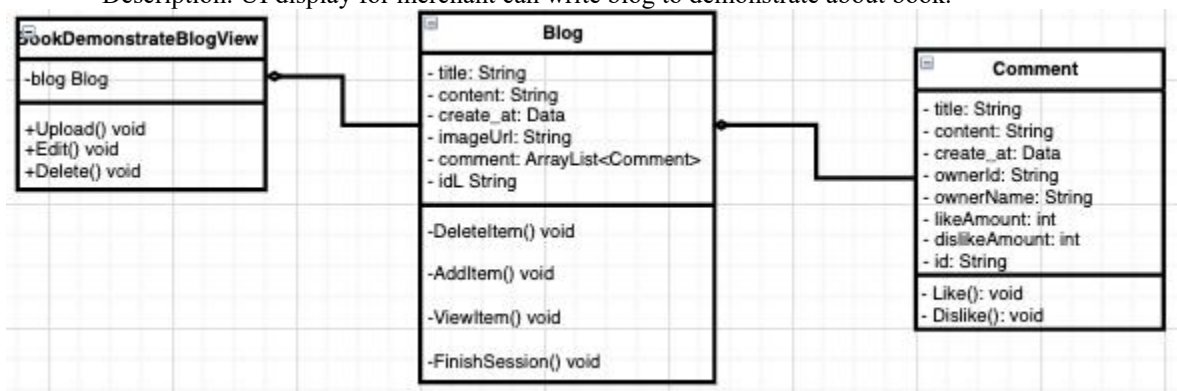 Description: UI display for merchant can write blog to demonstrate about book.
BookDemonstrateBlogView
-blog Blog
+Upload() void
+Edit() void
+Delete() void
Blog
- title: String
- content: String
- create_at: Data
- imageUrl: String
- comment: ArrayList<Comment>
- idL String
-DeleteItem() void
-AddItem() void
-ViewItem() void
-FinishSession() void
Comment
- title: String
- content: String
- create_at: Data
- ownerId: String
- ownerName: String
- likeAmount: int
- dislikeAmount: int
- id: String
- Like(): void
- Dislike(): void